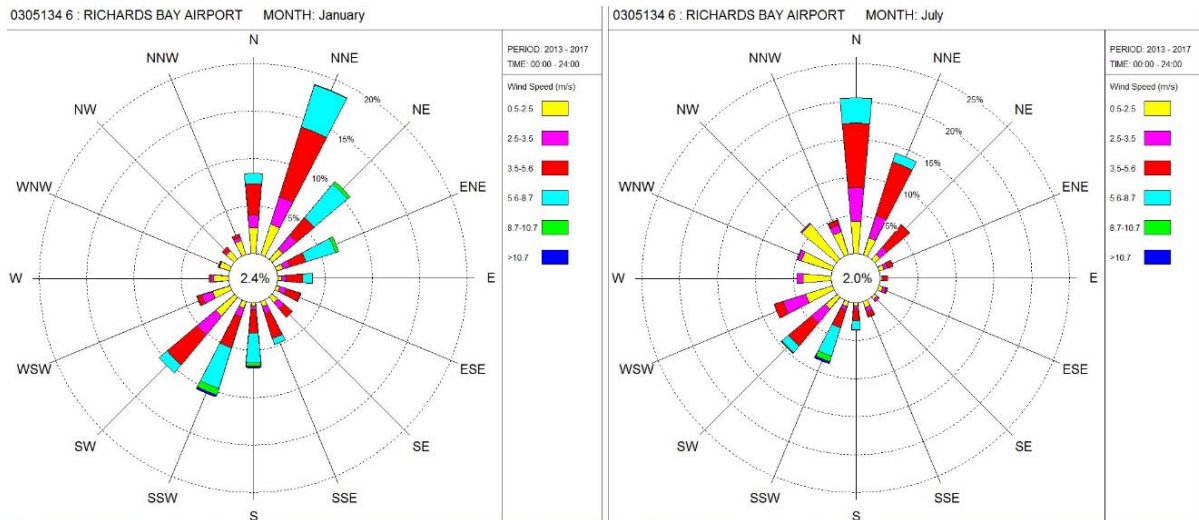 0305134 6 : RICHARDS BAY AIRPORT MONTH: January
N
NNE
NE
ENE
E
ESE
SE
SSE
S
SSW
SW
WSW
W
WNW
NW
NNW
20%
15%
10%
5%
2.4%
PERIOD: 2013 - 2017
TIME: 00:00 - 24:00
Wind Speed (m/s)
0.5-2.5
2.5-3.5
3.5-5.6
5.6-8.7
8.7-10.7
>10.7
0305134 6 : RICHARDS BAY AIRPORT MONTH: July
N
NNE
NE
ENE
E
ESE
SE
SSE
S
SSW
SW
WSW
W
WNW
NW
NNW
25%
20%
15%
10%
5%
2.0%
PERIOD: 2013 - 2017
TIME: 00:00 - 24:00
Wind Speed (m/s)
0.5-2.5
2.5-3.5
3.5-5.6
5.6-8.7
8.7-10.7
>10.7